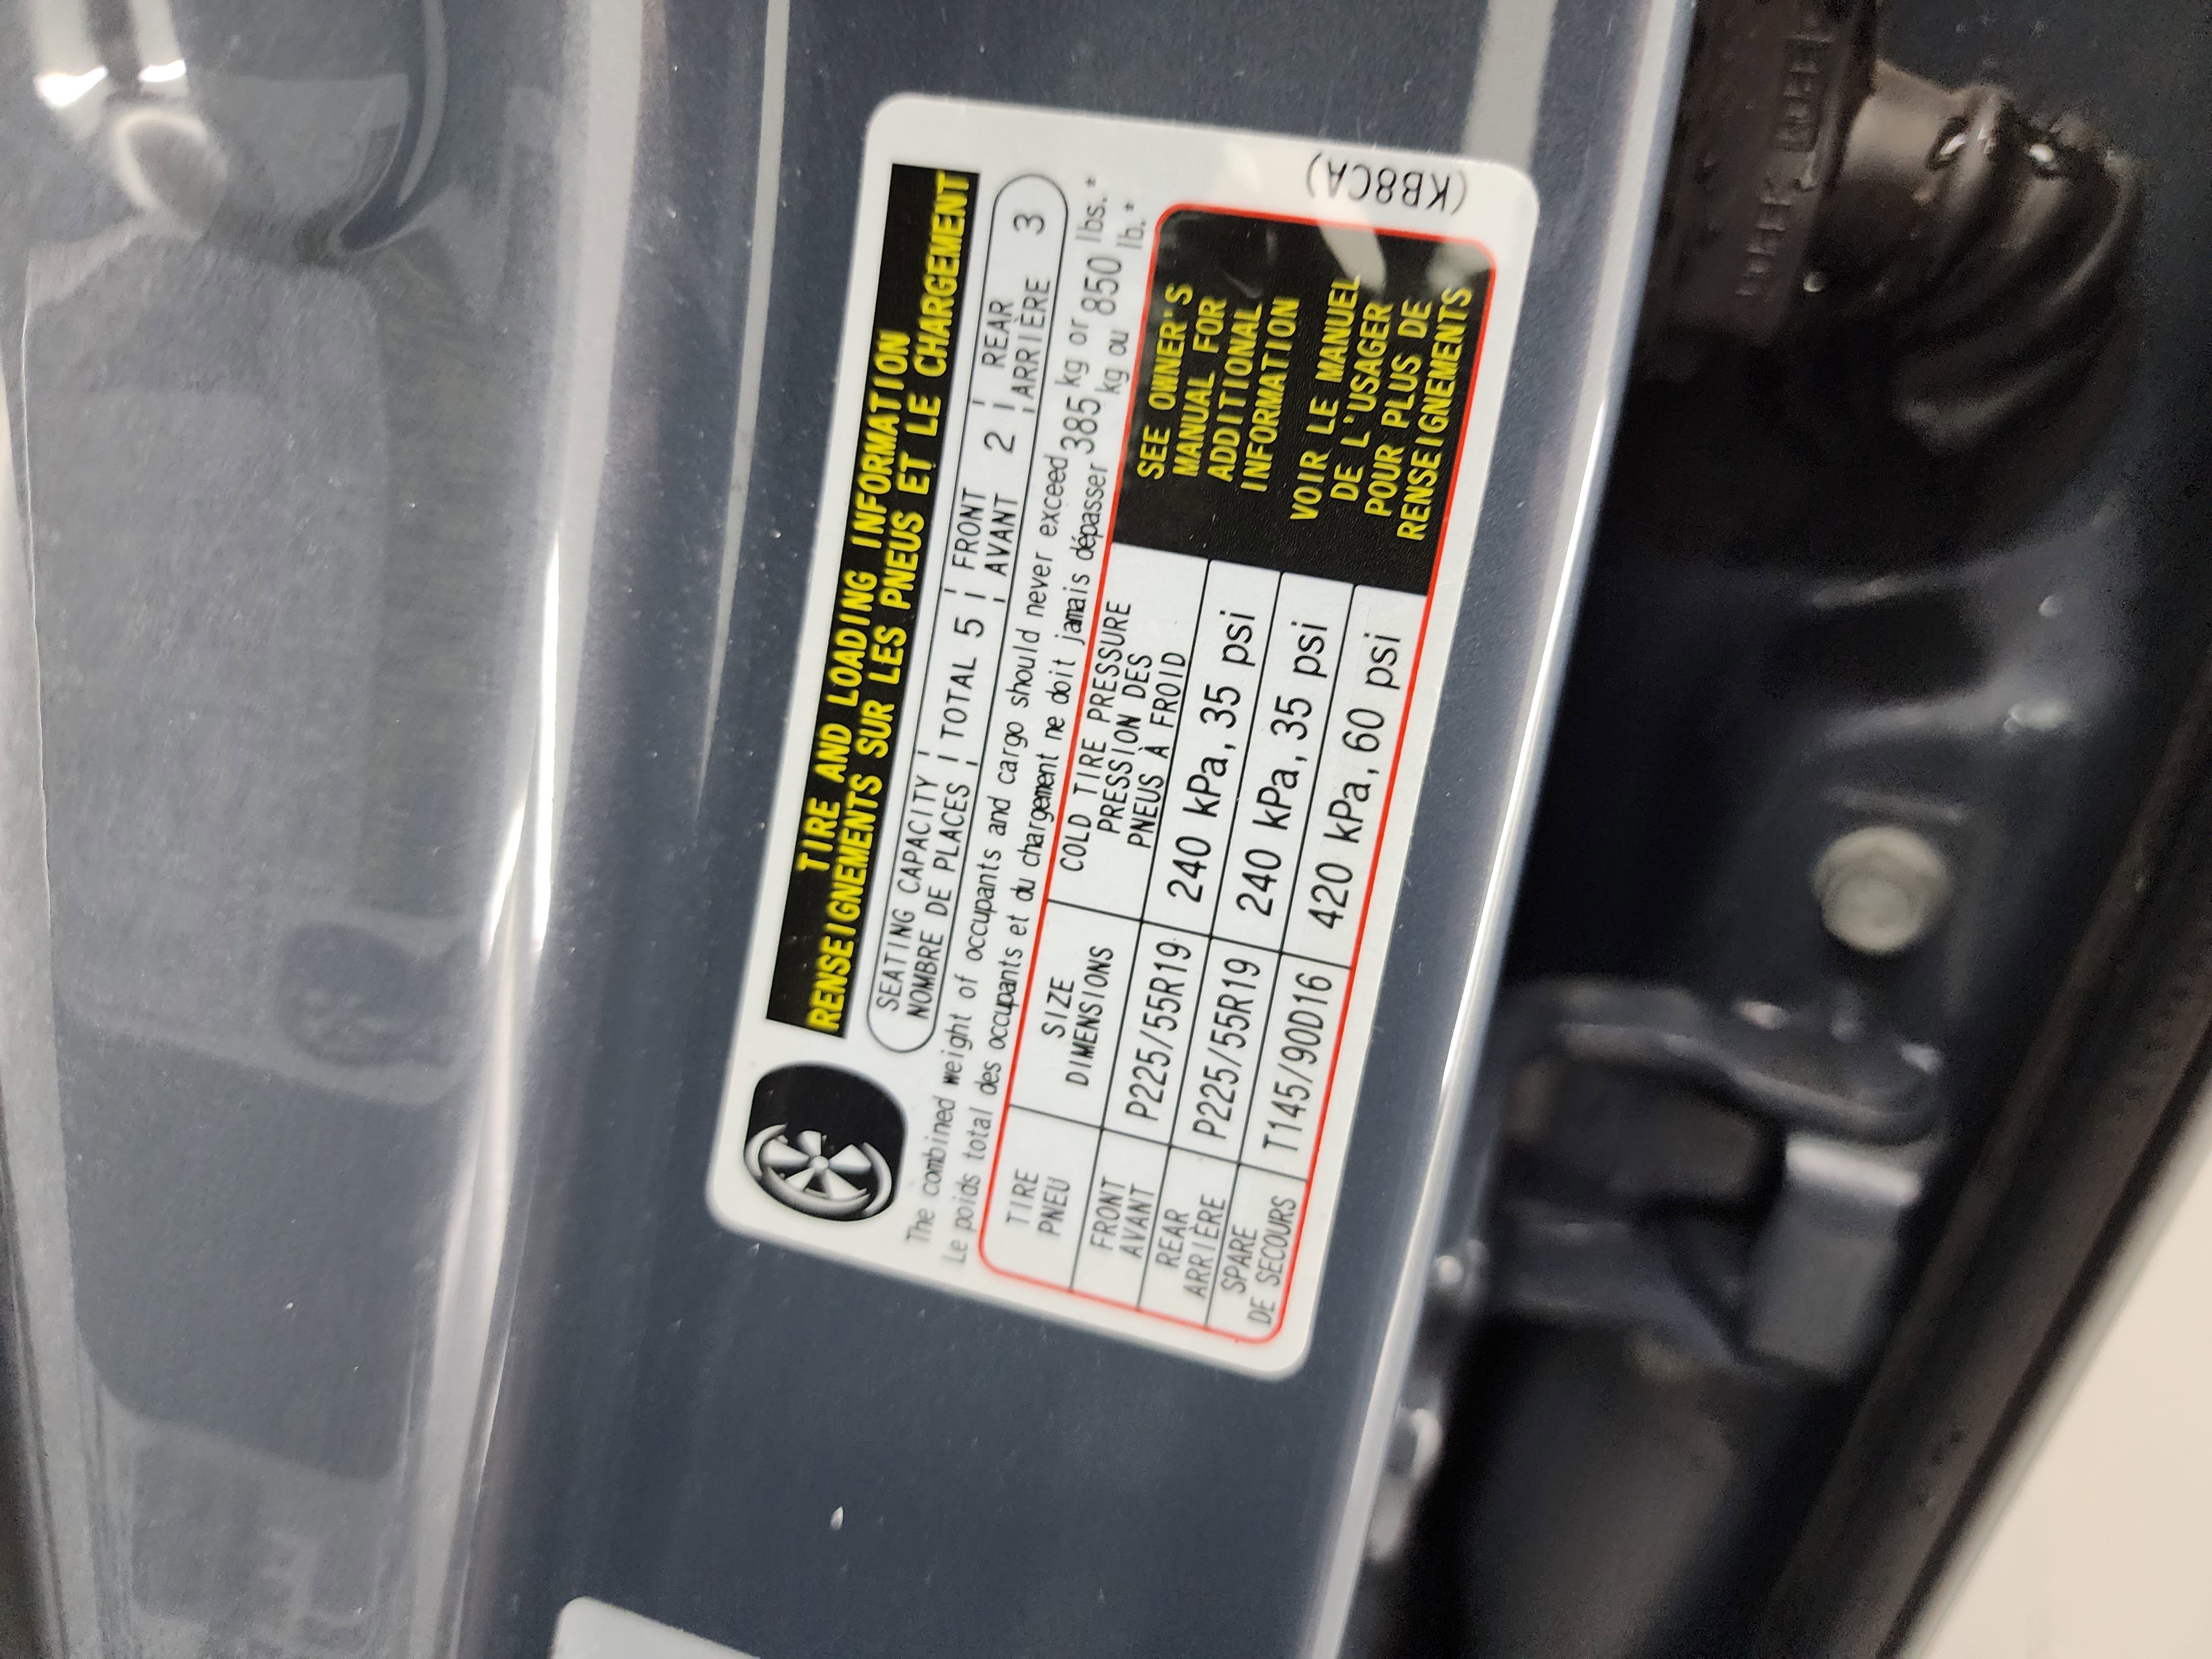 TIRE AND LOADING INFORMATION
RENSEIGNEMENTS SUR LES PNEUS ET LE CHARGEMENT
SEATING CAPACITY TOTAL 5 FRONT 2 REAR 3
NOMBRE DE PLACES AVANT ARRIÈRE
The combined weight of occupants and cargo should never exceed 385 kg or 850 lbs.*
Le poids total des occupants et du chargement ne doit jamais dépasser 385 kg ou 850 lb.*
TIRE SIZE COLD TIRE PRESSURE
PNEU DIMENSIONS PRESSION DES
PNEUS À FROID
FRONT
AVANT P225/55R19 240 kPa, 35 psi
REAR
ARRIÈRE P225/55R19 240 kPa, 35 psi
SPARE
DE SECOURS T145/90D16 420 kPa, 60 psi
SEE OWNER'S
MANUAL FOR
ADDITIONAL
INFORMATION
VOIR LE MANUEL
DE L'USAGER
POUR PLUS DE
RENSEIGNEMENTS
(KB8CA)